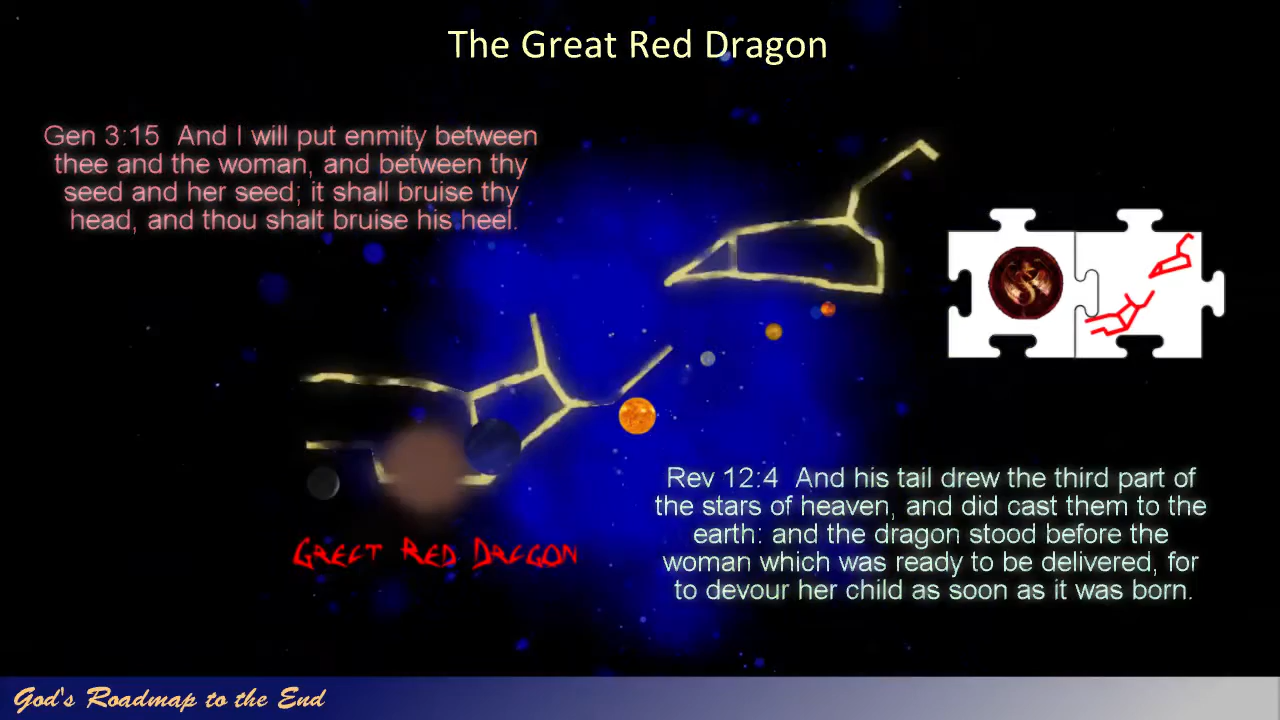 The Great Red Dragon
Gen 3:15 And I will put enmity between
thee and the woman, and between thy
seed and her seed; it shall bruise thy
head, and thou shalt bruise his heel.
Rev 12:4 And his tail drew the third part of
the stars of heaven, and did cast them to the
earth: and the dragon stood before the
woman which was ready to be delivered, for
to devour her child as soon as it was born.
Great Red Dragon
God's Roadmap to the End